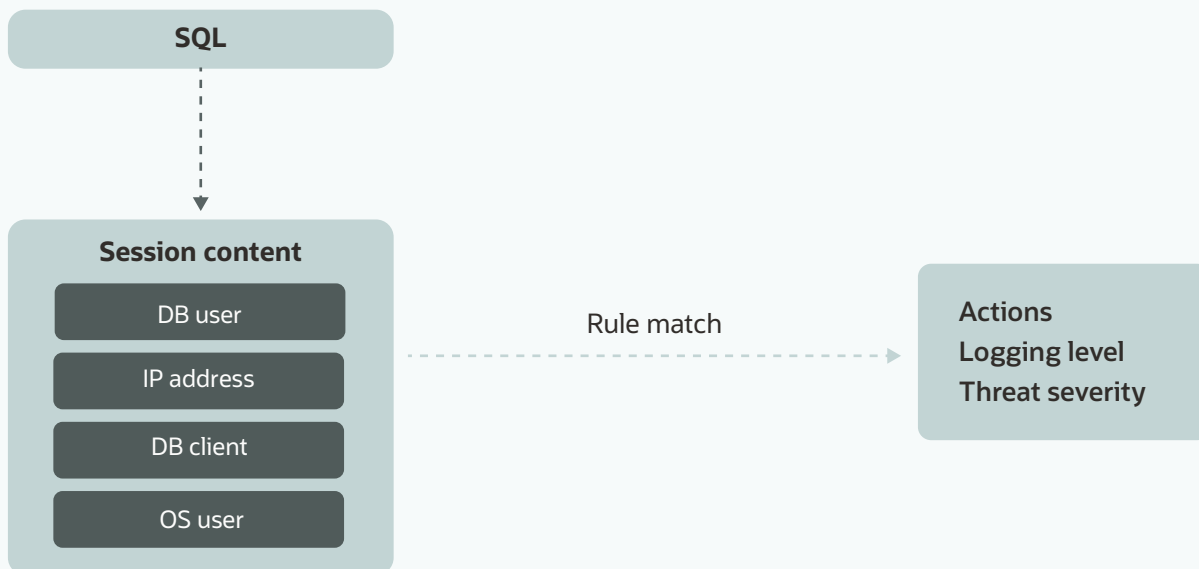 SQL
Session content
DB user
IP address
DB client
OS user
Rule match
Actions
Logging level
Threat severity